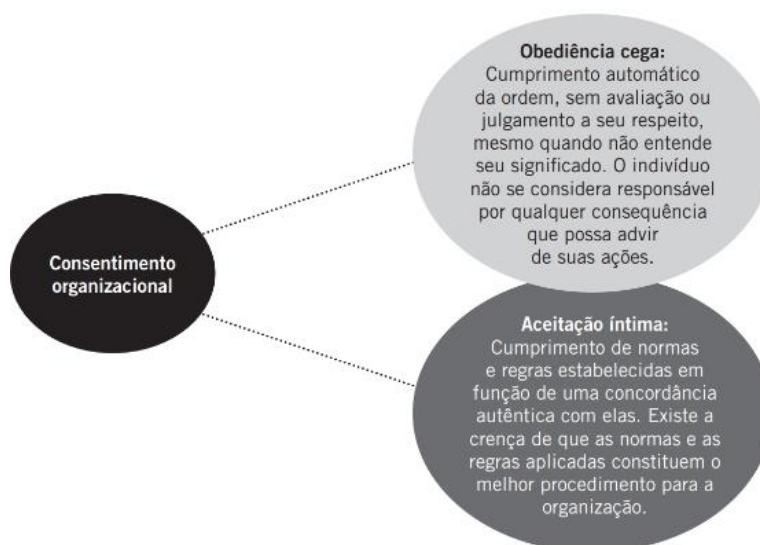 Obediência cega:
Cumprimento automático
da ordem, sem avaliação ou
julgamento a seu respeito,
mesmo quando não entende
seu significado. O indivíduo
não se considera responsável
por qualquer consequência
que possa advir
de suas ações.
Consentimento
organizacional
Aceitação íntima:
Cumprimento de normas
e regras estabelecidas em
função de uma concordância
autêntica com elas. Existe a
crença de que as normas e as
regras aplicadas constituem o
melhor procedimento para a
organização.